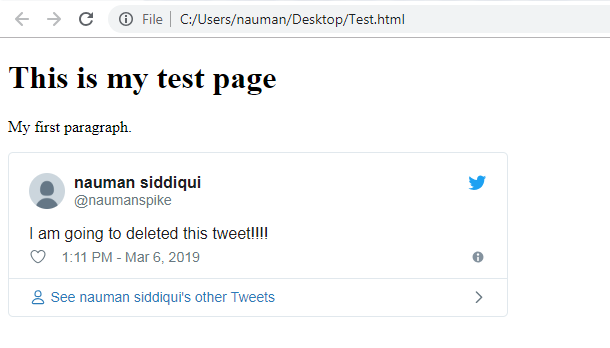 File | C:/Users/nauman/Desktop/Test.html
This is my test page
My first paragraph.
nauman siddiqui
@naumanspike
I am going to deleted this tweet!!!!
1:11 PM - Mar 6, 2019
See nauman siddiqui's other Tweets